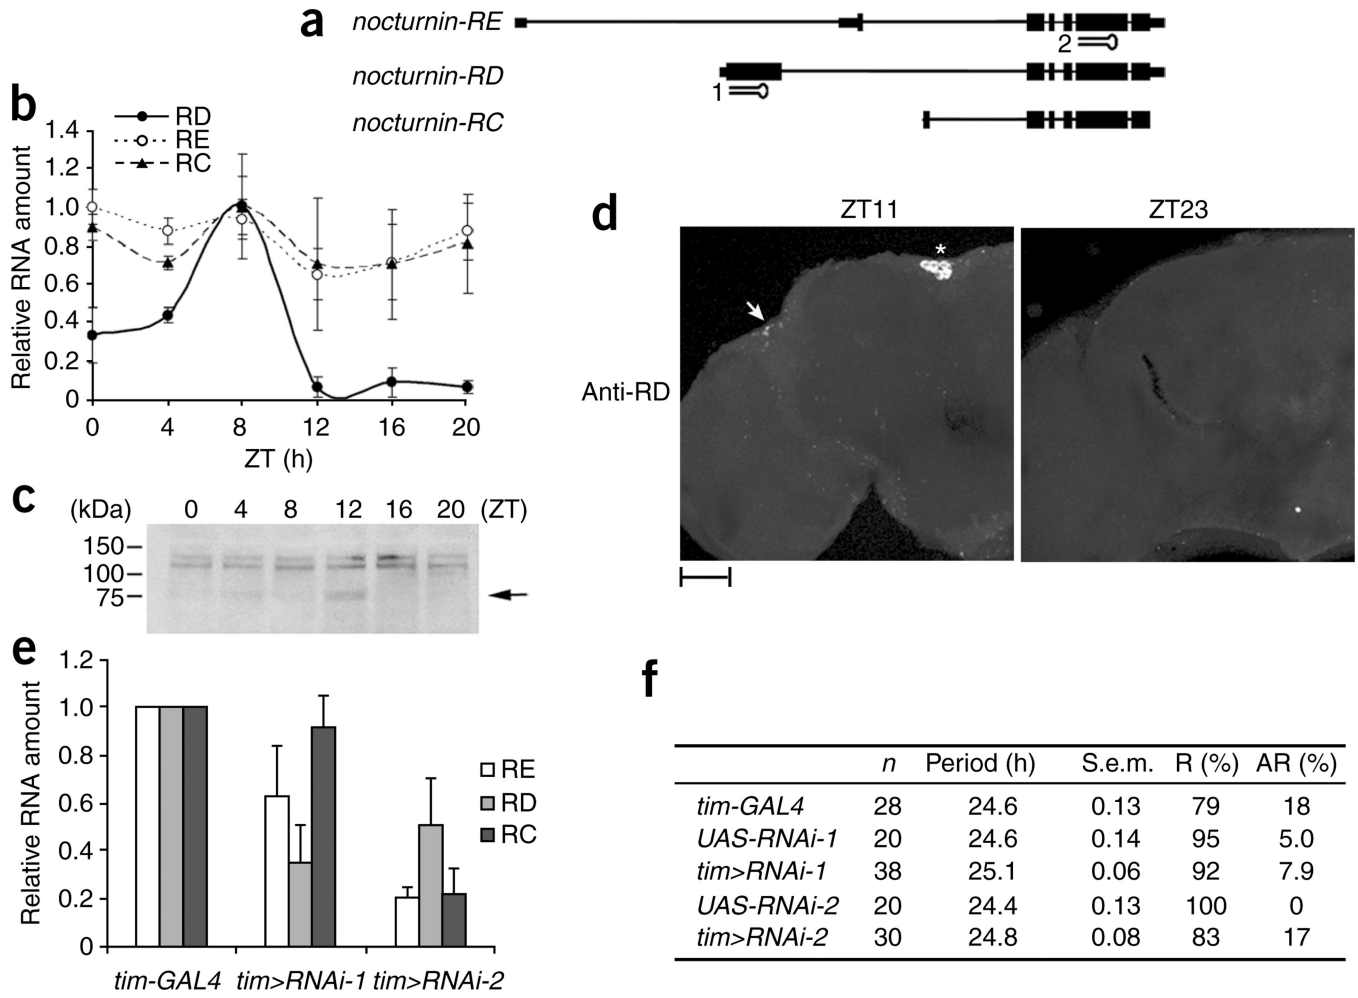 a
nocturnin-RE
2
nocturnin-RD
1
nocturnin-RC
b
RD
RE
RC
Relative RNA amount
1.4
1.2
1.0
0.8
0.6
0.4
0.2
0
0 4 8 12 16 20
ZT (h)
c
(kDa) 0 4 8 12 16 20 (ZT)
150
100
75
d
ZT11 ZT23
*
Anti-RD
e
Relative RNA amount
1.2
1.0
0.8
0.6
0.4
0.2
0
RE
RD
RC
tim-GAL4 tim>RNAi-1 tim>RNAi-2
f
n Period (h) S.e.m. R (%) AR (%)
tim-GAL4 28 24.6 0.13 79 18
UAS-RNAi-1 20 24.6 0.14 95 5.0
tim>RNAi-1 38 25.1 0.06 92 7.9
UAS-RNAi-2 20 24.4 0.13 100 0
tim>RNAi-2 30 24.8 0.08 83 17